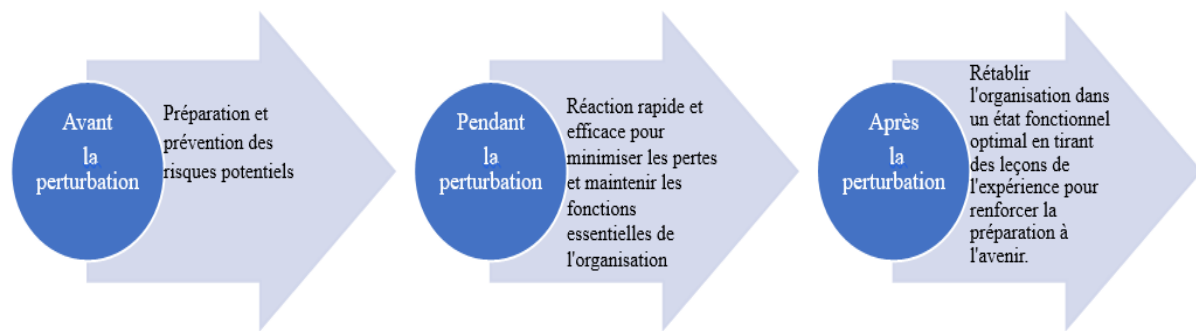 Avant
la
perturbation
Préparation et
prévention des
risques potentiels
Pendant
la
perturbation
Réaction rapide et
efficace pour
minimiser les pertes
et maintenir les
fonctions
essentielles de
l'organisation
Après
la
perturbation
Rétablir
l'organisation dans
un état fonctionnel
optimal en tirant
des leçons de
l'expérience pour
renforcer la
préparation à
l'avenir.